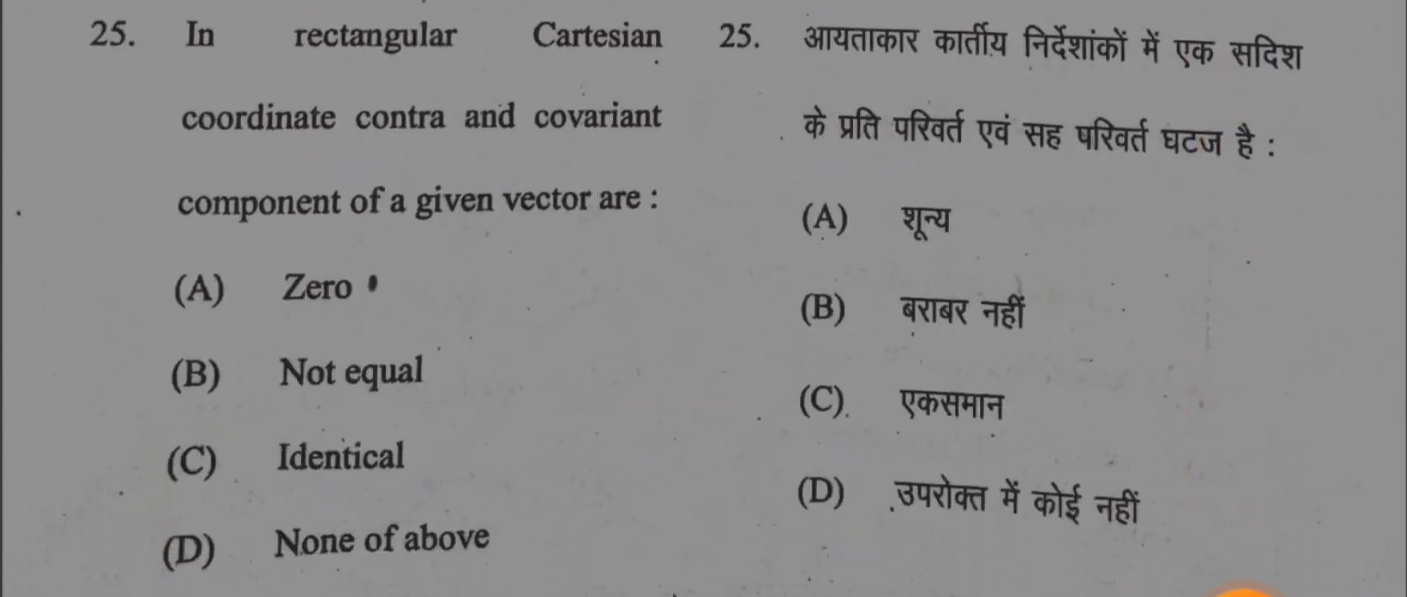 25. In rectangular Cartesian
coordinate contra and covariant
component of a given vector are :
(A) Zero
(B) Not equal
(C) Identical
(D) None of above
25. आयताकार कार्तीय निर्देशांकों में एक सदिश
के प्रति परिवर्त एवं सह परिवर्त घटज है :
(A) शून्य
(B) बराबर नहीं
(C) एकसमान
(D) उपरोक्त में कोई नहीं